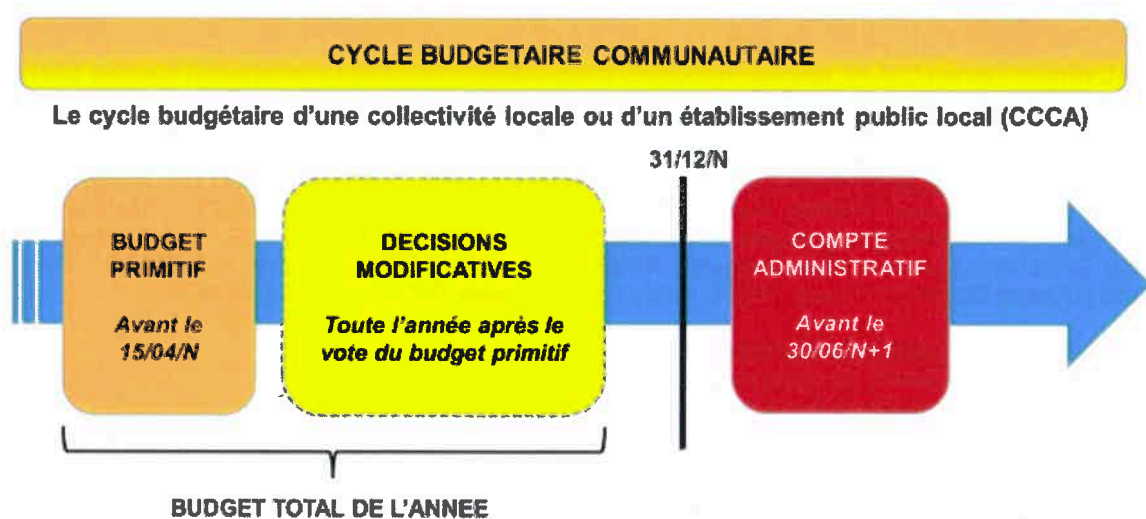 CYCLE BUDGETAIRE COMMUNAUTAIRE
Le cycle budgétaire d'une collectivité locale ou d'un établissement public local (CCCA)
31/12/N
BUDGET
PRIMITIF
Avant le
15/04/N
DECISIONS
MODIFICATIVES
Toute l'année après le
vote du budget primitif
COMPTE
ADMINISTRATIF
Avant le
30/06/N+1
BUDGET TOTAL DE L'ANNEE